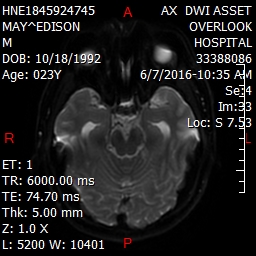 HNE1845924745
MAY^EDISON
M
DOB: 10/18/1992
Age: 023Y
AX DWI ASSET
OVERLOOK
HOSPITAL
33388086
6/7/2016-10:35 AM
Se:4
Im:33
Loc: S 7.53
A
R
L
ET: 1
TR: 6000.00 ms
TE: 74.70 ms
Thk: 5.00 mm
Z: 1.0 X
L: 5200 W: 10401
P